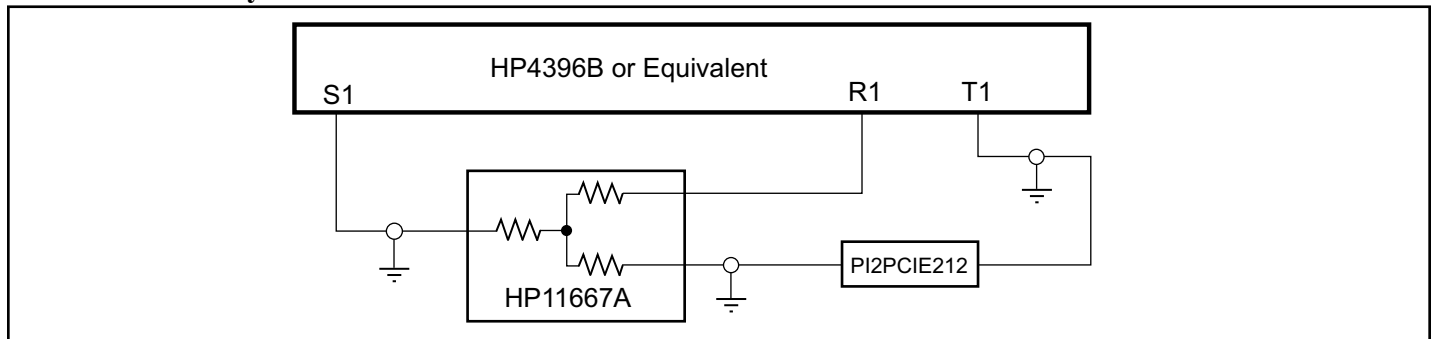 HP4396B or Equivalent
S1
R1
T1
PI2PCIE212
HP11667A